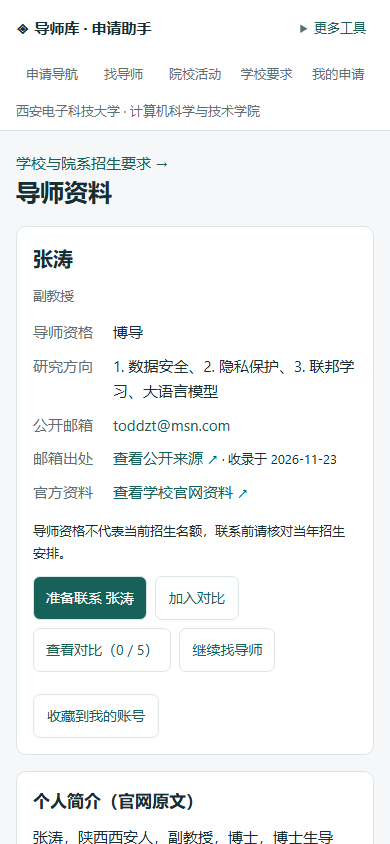 ◈ 导师库 · 申请助手
▶ 更多工具
申请导航 找导师 院校活动 学校要求 我的申请
西安电子科技大学 · 计算机科学与技术学院
学校与院系招生要求 →
导师资料
张涛
副教授
导师资格 博导
研究方向 1. 数据安全、2. 隐私保护、3. 联邦学
习、大语言模型
公开邮箱 toddzt@msn.com
邮箱出处 查看公开来源 ↗ · 收录于 2026-11-23
官方资料 查看学校官网资料 ↗
导师资格不代表当前招生名额，联系前请核对当年招生
安排。
准备联系 张涛 加入对比
查看对比（0 / 5） 继续找导师
收藏到我的账号
个人简介（官网原文）
张涛，陕西西安人，副教授，博士，博士生导